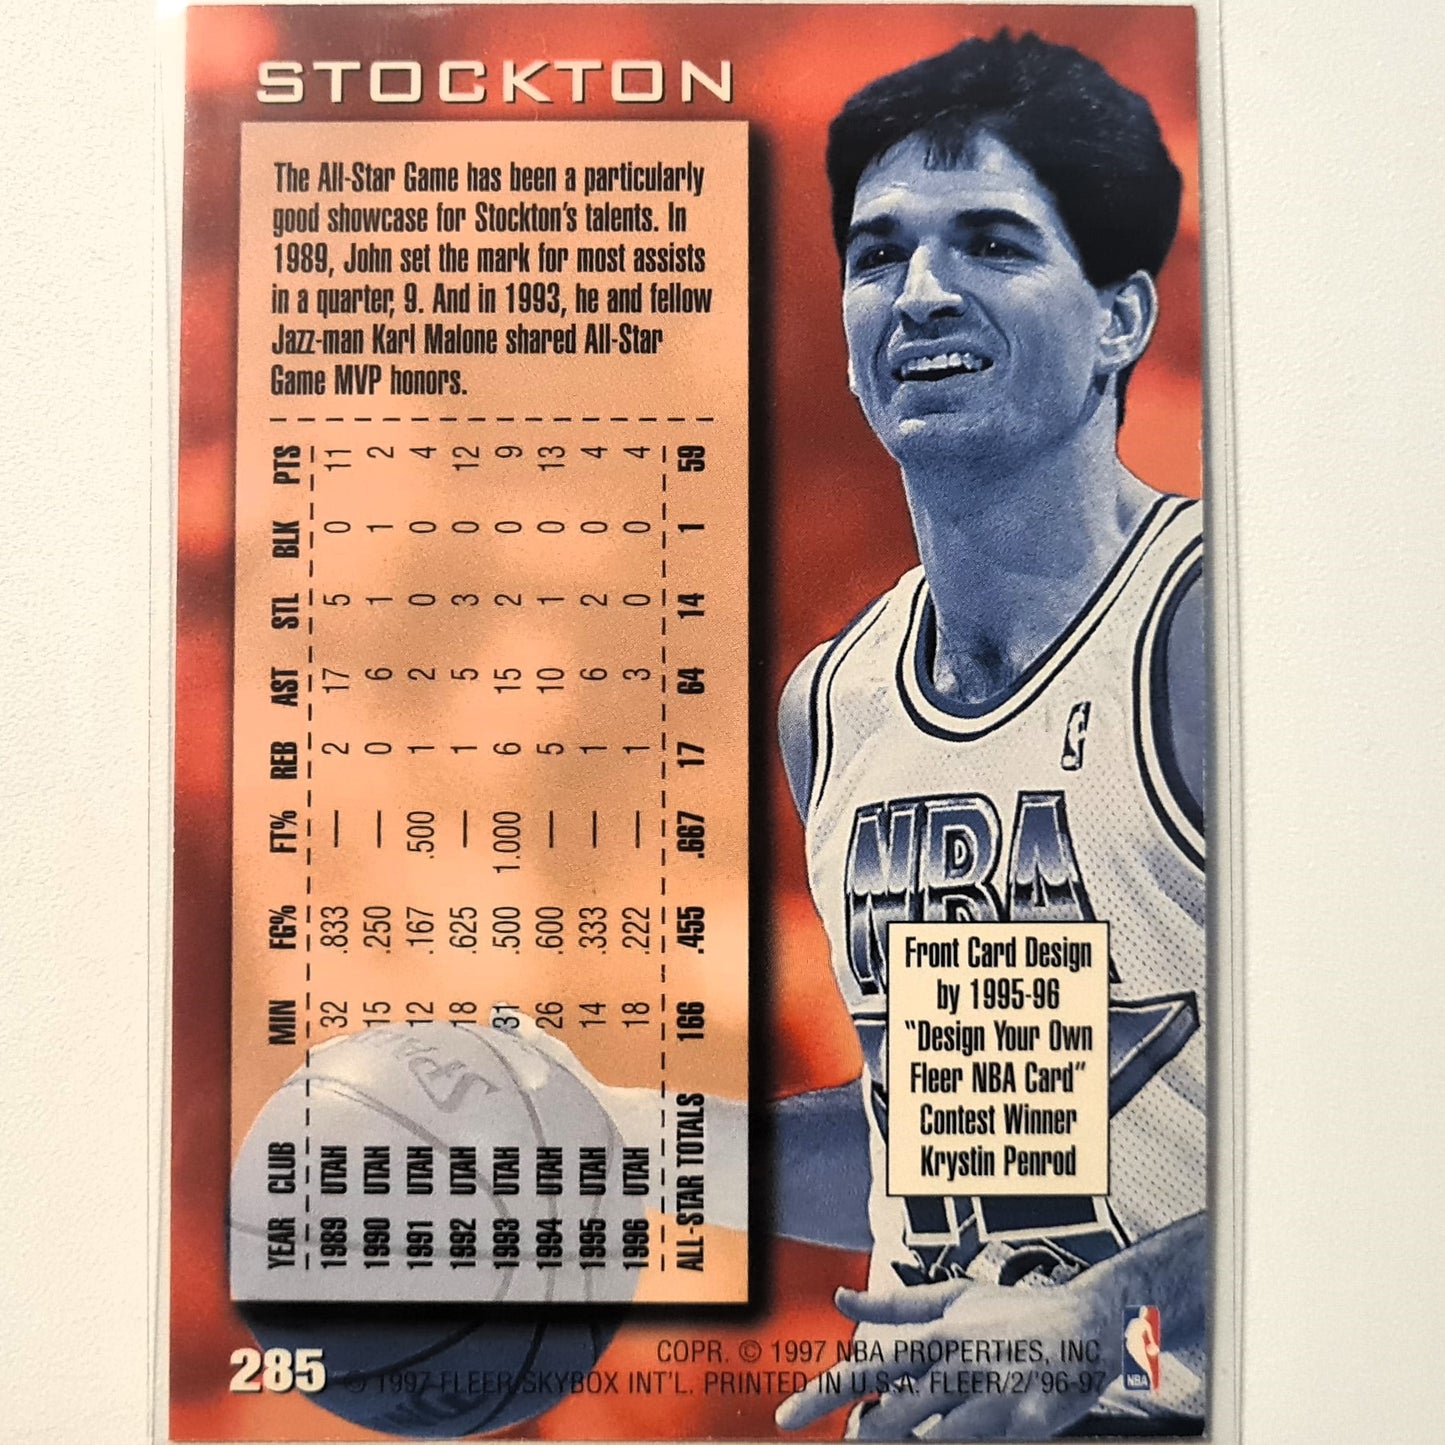 STOCKTON
The All-Star Game has been a particularly
good showcase for Stockton's talents. In
1989, John set the mark for most assists
in a quarter, 9. And in 1993, he and fellow
Jazz-man Karl Malone shared All-Star
Game MVP honors.
YEAR CLUB MIN FG% FT% REB AST STL BLK PTS
1989 UTAH 32 .833 — 2 17 5 0 11
1990 UTAH 15 .250 — 0 6 1 1 2
1991 UTAH 12 .167 .500 1 2 0 0 4
1992 UTAH 18 .625 — 1 5 3 0 12
1993 UTAH 31 .500 1.000 6 15 2 0 9
1994 UTAH 26 .600 — 5 10 1 0 13
1995 UTAH 14 .333 — 1 6 2 0 4
1996 UTAH 18 .222 — 1 3 0 0 4
ALL-STAR TOTALS 166 .455 .667 17 64 14 1 59
NBA
Front Card Design
by 1995-96
"Design Your Own
Fleer NBA Card"
Contest Winner
Krystin Penrod
285
COPR. © 1997 NBA PROPERTIES, INC.
© 1997 FLEER/SKYBOX INT'L. PRINTED IN U.S.A. FLEER/2/'96-97
NBA